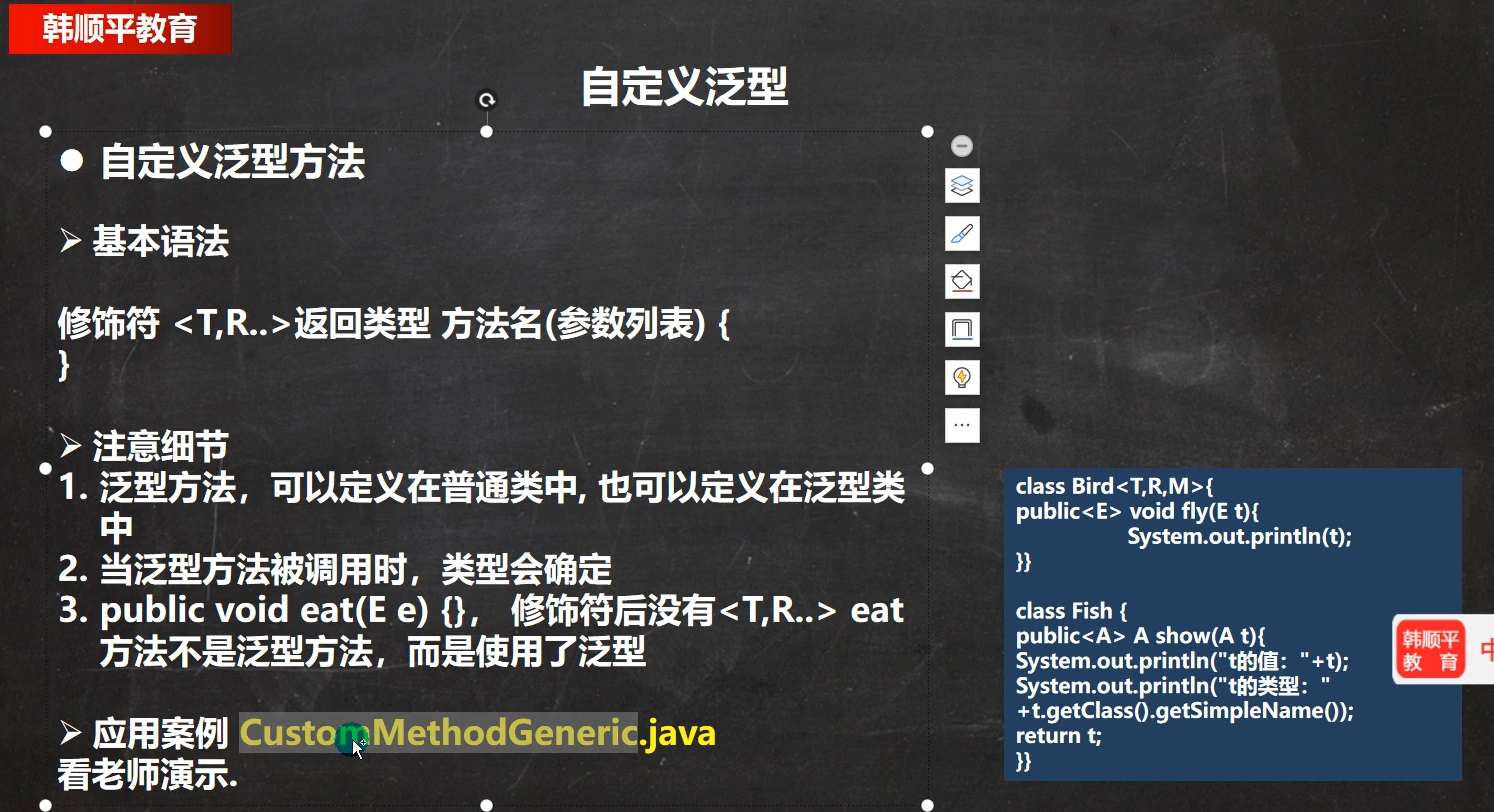 韩顺平教育
自定义泛型
● 自定义泛型方法
➢ 基本语法
修饰符 <T,R..>返回类型 方法名(参数列表) {
}
➢ 注意细节
1. 泛型方法，可以定义在普通类中, 也可以定义在泛型类
中
2. 当泛型方法被调用时，类型会确定
3. public void eat(E e) {}， 修饰符后没有<T,R..> eat
方法不是泛型方法，而是使用了泛型
➢ 应用案例 CustomMethodGeneric.java
看老师演示.
class Bird<T,R,M>{
public<E> void fly(E t){
System.out.println(t);
}}
class Fish {
public<A> A show(A t){
System.out.println("t的值："+t);
System.out.println("t的类型："
+t.getClass().getSimpleName());
return t;
}}
韩顺平
教 育
中